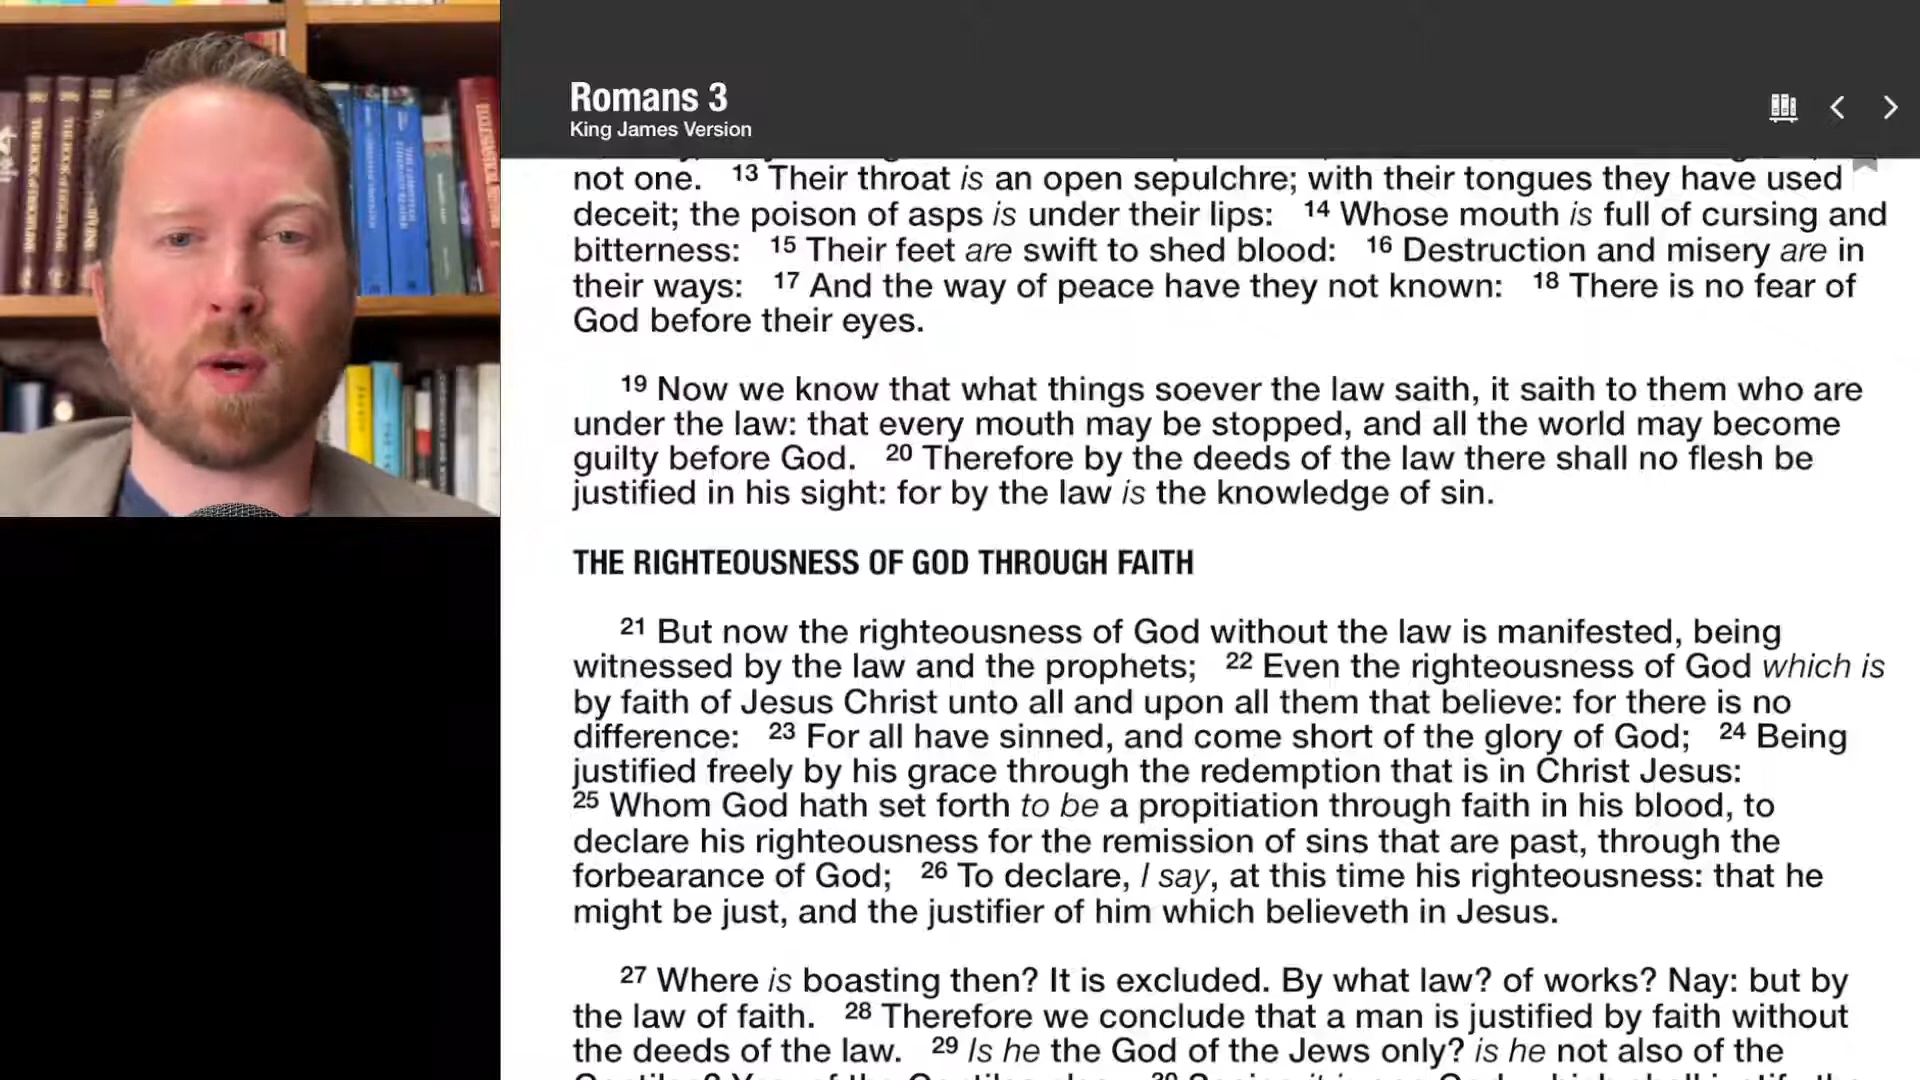 Romans 3
King James Version
not one. 13 Their throat is an open sepulchre; with their tongues they have used
deceit; the poison of asps is under their lips: 14 Whose mouth is full of cursing and
bitterness: 15 Their feet are swift to shed blood: 16 Destruction and misery are in
their ways: 17 And the way of peace have they not known: 18 There is no fear of
God before their eyes.
19 Now we know that what things soever the law saith, it saith to them who are
under the law: that every mouth may be stopped, and all the world may become
guilty before God. 20 Therefore by the deeds of the law there shall no flesh be
justified in his sight: for by the law is the knowledge of sin.
THE RIGHTEOUSNESS OF GOD THROUGH FAITH
21 But now the righteousness of God without the law is manifested, being
witnessed by the law and the prophets; 22 Even the righteousness of God which is
by faith of Jesus Christ unto all and upon all them that believe: for there is no
difference: 23 For all have sinned, and come short of the glory of God; 24 Being
justified freely by his grace through the redemption that is in Christ Jesus:
25 Whom God hath set forth to be a propitiation through faith in his blood, to
declare his righteousness for the remission of sins that are past, through the
forbearance of God; 26 To declare, I say, at this time his righteousness: that he
might be just, and the justifier of him which believeth in Jesus.
27 Where is boasting then? It is excluded. By what law? of works? Nay: but by
the law of faith. 28 Therefore we conclude that a man is justified by faith without
the deeds of the law. 29 Is he the God of the Jews only? is he not also of the